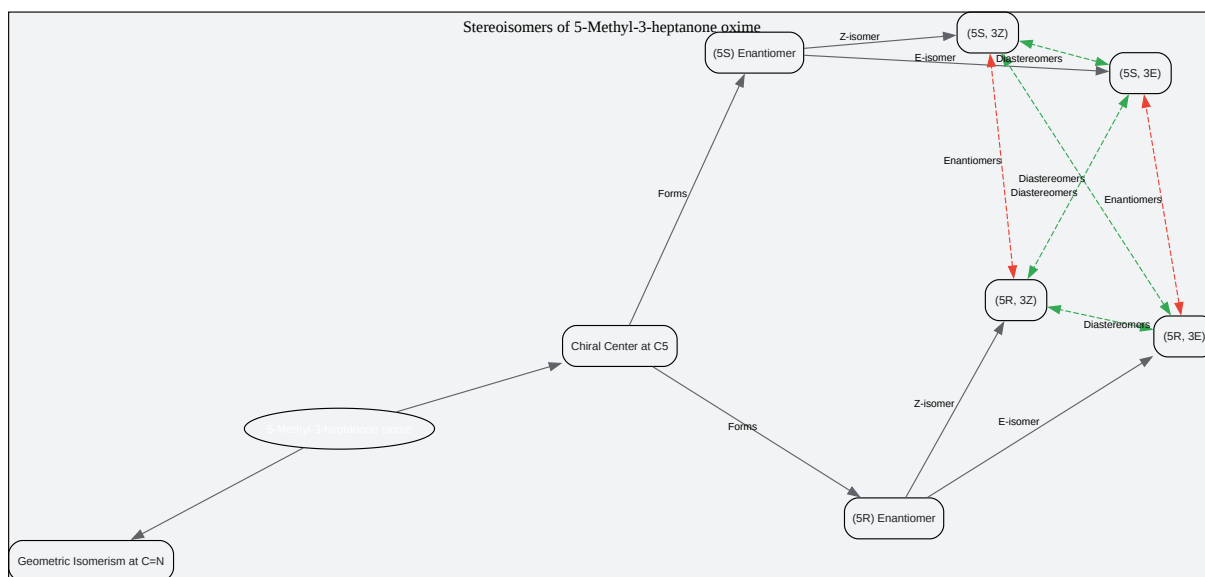 Stereoisomers of 5-Methyl-3-heptanone oxime
(5S) Enantiomer
Z-isomer
E-isomer
(5S, 3Z)
Diastereomers
(5S, 3E)
Enantiomers
Diastereomers
Diastereomers
Enantiomers
Forms
(5R, 3Z)
Diastereomers
(5R, 3E)
Chiral Center at C5
Z-isomer
E-isomer
5-Methyl-3-heptanone oxime
Forms
(5R) Enantiomer
Geometric Isomerism at C=N